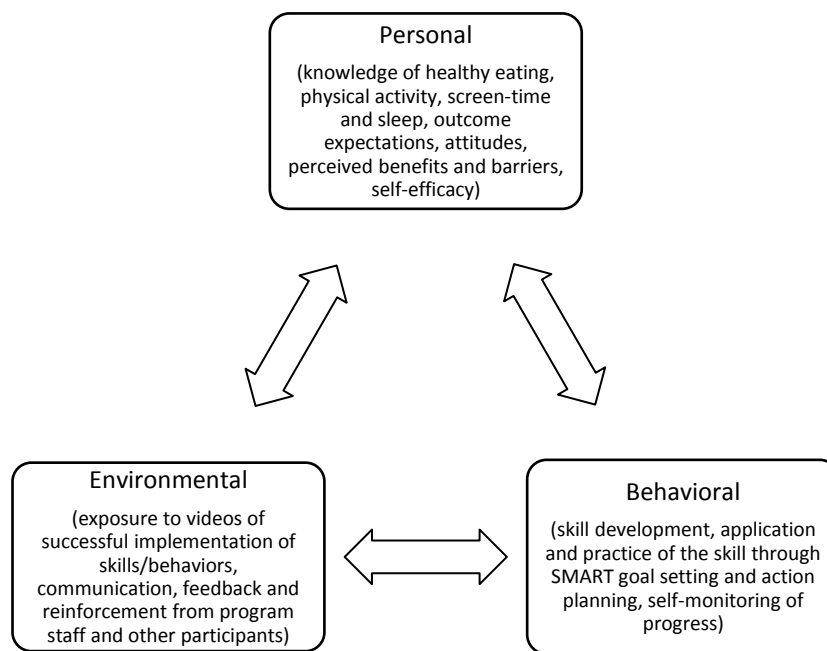 Personal
(knowledge of healthy eating,
physical activity, screen-time
and sleep, outcome
expectations, attitudes,
perceived benefits and barriers,
self-efficacy)
Environmental
(exposure to videos of
successful implementation of
skills/behaviors,
communication, feedback and
reinforcement from program
staff and other participants)
Behavioral
(skill development, application
and practice of the skill through
SMART goal setting and action
planning, self-monitoring of
progress)